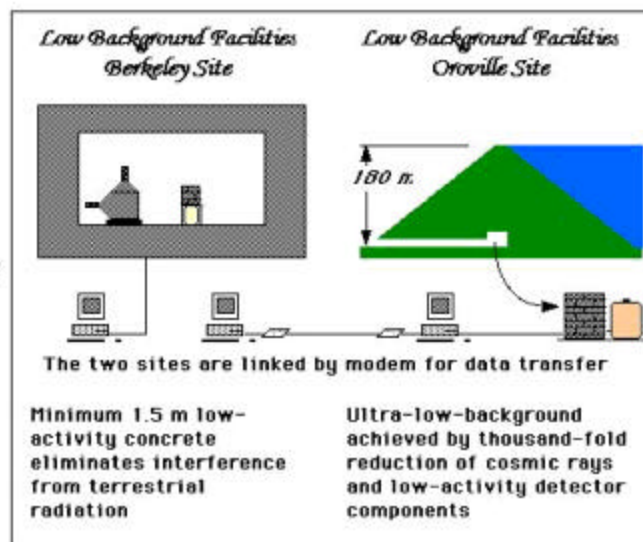 Low Background Facilities
Berkeley Site
Low Background Facilities
Oroville Site
180 m.
The two sites are linked by modem for data transfer
Minimum 1.5 m low-
activity concrete
eliminates interference
from terrestrial
radiation
Ultra-low-background
achieved by thousand-fold
reduction of cosmic rays
and low-activity detector
components